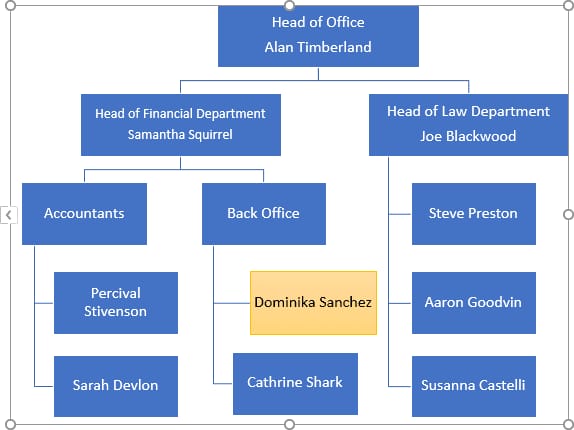 Head of Office
Alan Timberland
Head of Financial Department
Samantha Squirrel
Head of Law Department
Joe Blackwood
Accountants
Back Office
Steve Preston
Percival
Stivenson
Dominika Sanchez
Aaron Goodvin
Sarah Devlon
Cathrine Shark
Susanna Castelli